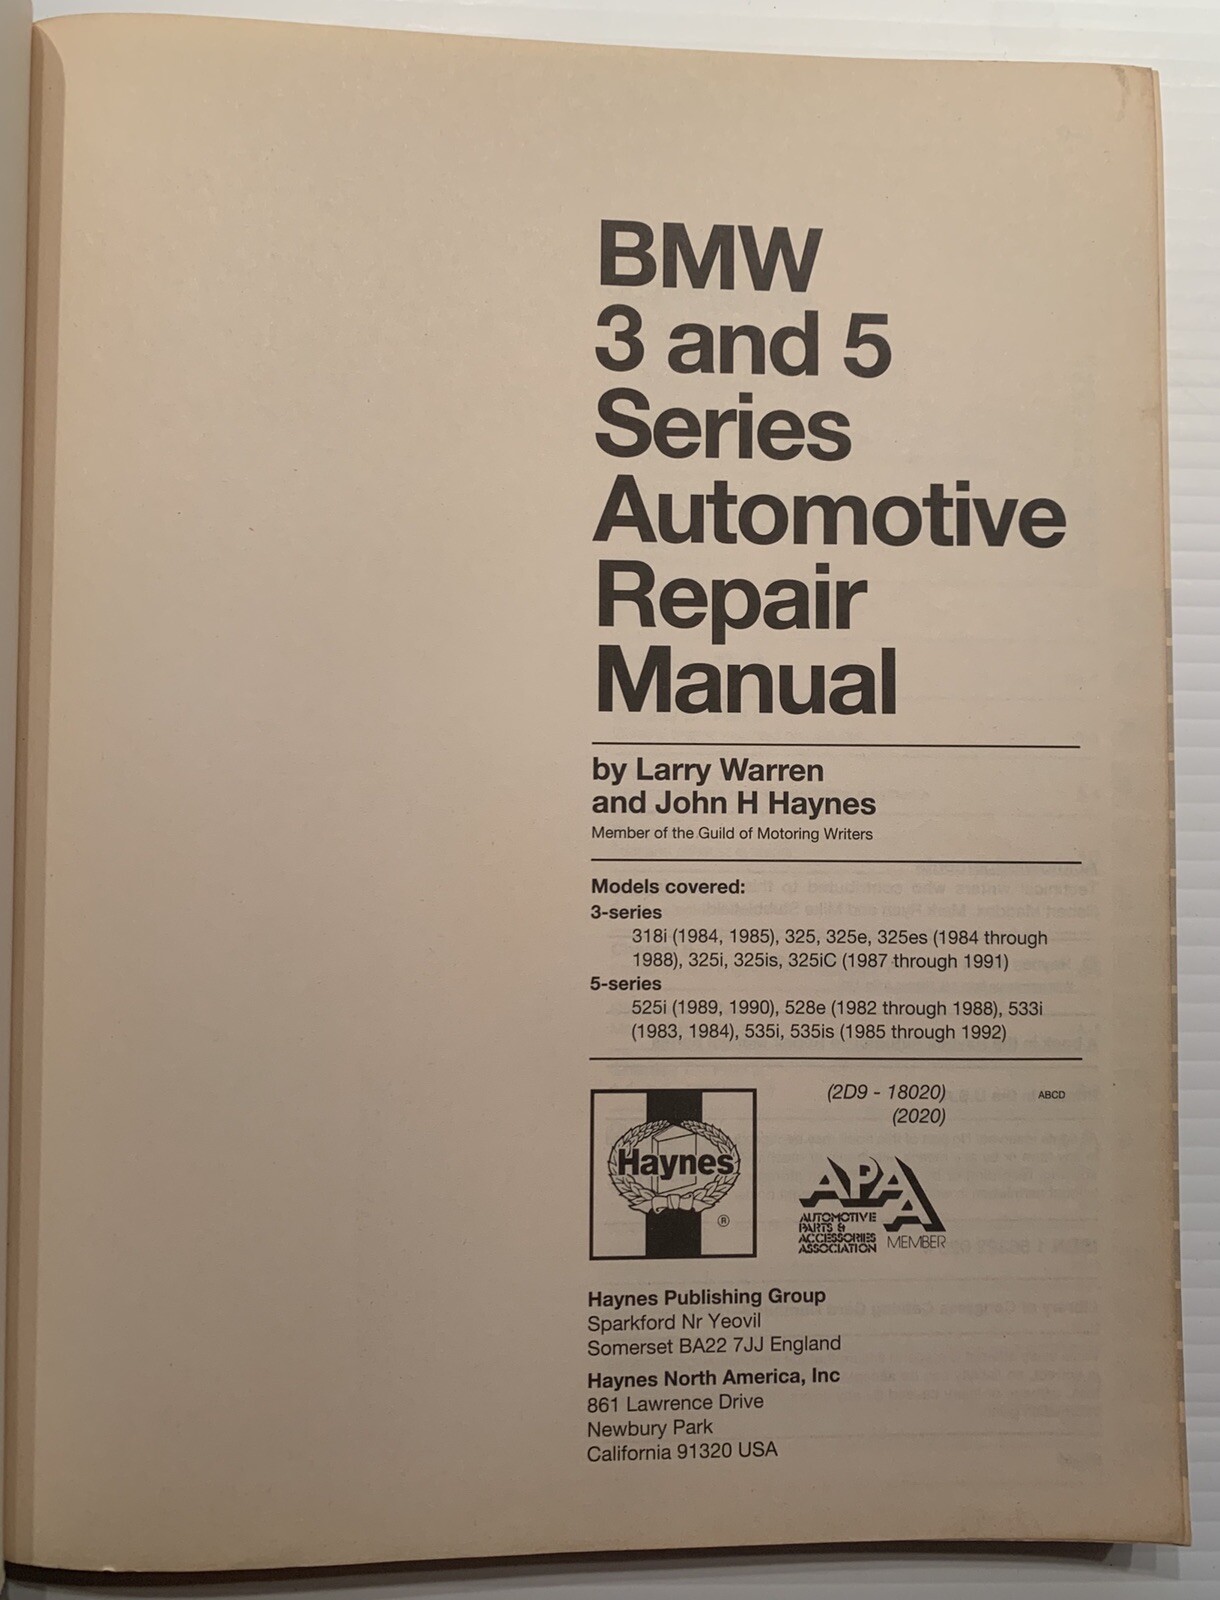 BMW
3 and 5
Series
Automotive
Repair
Manual
by Larry Warren
and John H Haynes
Member of the Guild of Motoring Writers
Models covered:
3-series
318i (1984, 1985), 325, 325e, 325es (1984 through
1988), 325i, 325is, 325iC (1987 through 1991)
5-series
525i (1989, 1990), 528e (1982 through 1988), 533i
(1983, 1984), 535i, 535is (1985 through 1992)
(2D9 - 18020)
ABCD
(2020)
Haynes
®
APAA
AUTOMOTIVE
PARTS &
ACCESSORIES
ASSOCIATION
MEMBER
Haynes Publishing Group
Sparkford Nr Yeovil
Somerset BA22 7JJ England
Haynes North America, Inc
861 Lawrence Drive
Newbury Park
California 91320 USA